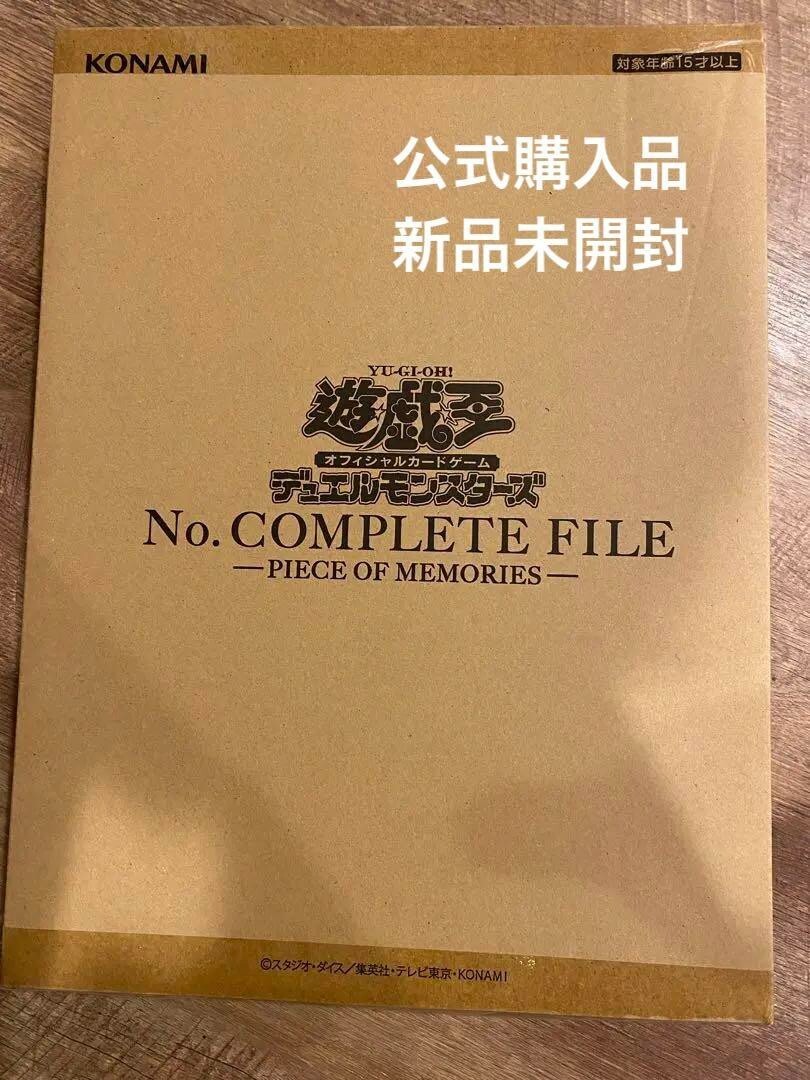 KONAMI
対象年齢15才以上
公式購入品
新品未開封
YU-GI-OH!
遊戯王
オフィシャルカードゲーム
デュエルモンスターズ
No. COMPLETE FILE
—PIECE OF MEMORIES—
©スタジオ・ダイス/集英社・テレビ東京・KONAMI